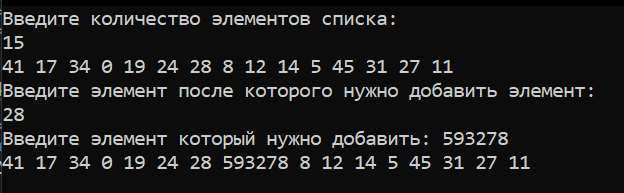 Введите количество элементов списка:
15
41 17 34 0 19 24 28 8 12 14 5 45 31 27 11
Введите элемент после которого нужно добавить элемент:
28
Введите элемент который нужно добавить: 593278
41 17 34 0 19 24 28 593278 8 12 14 5 45 31 27 11